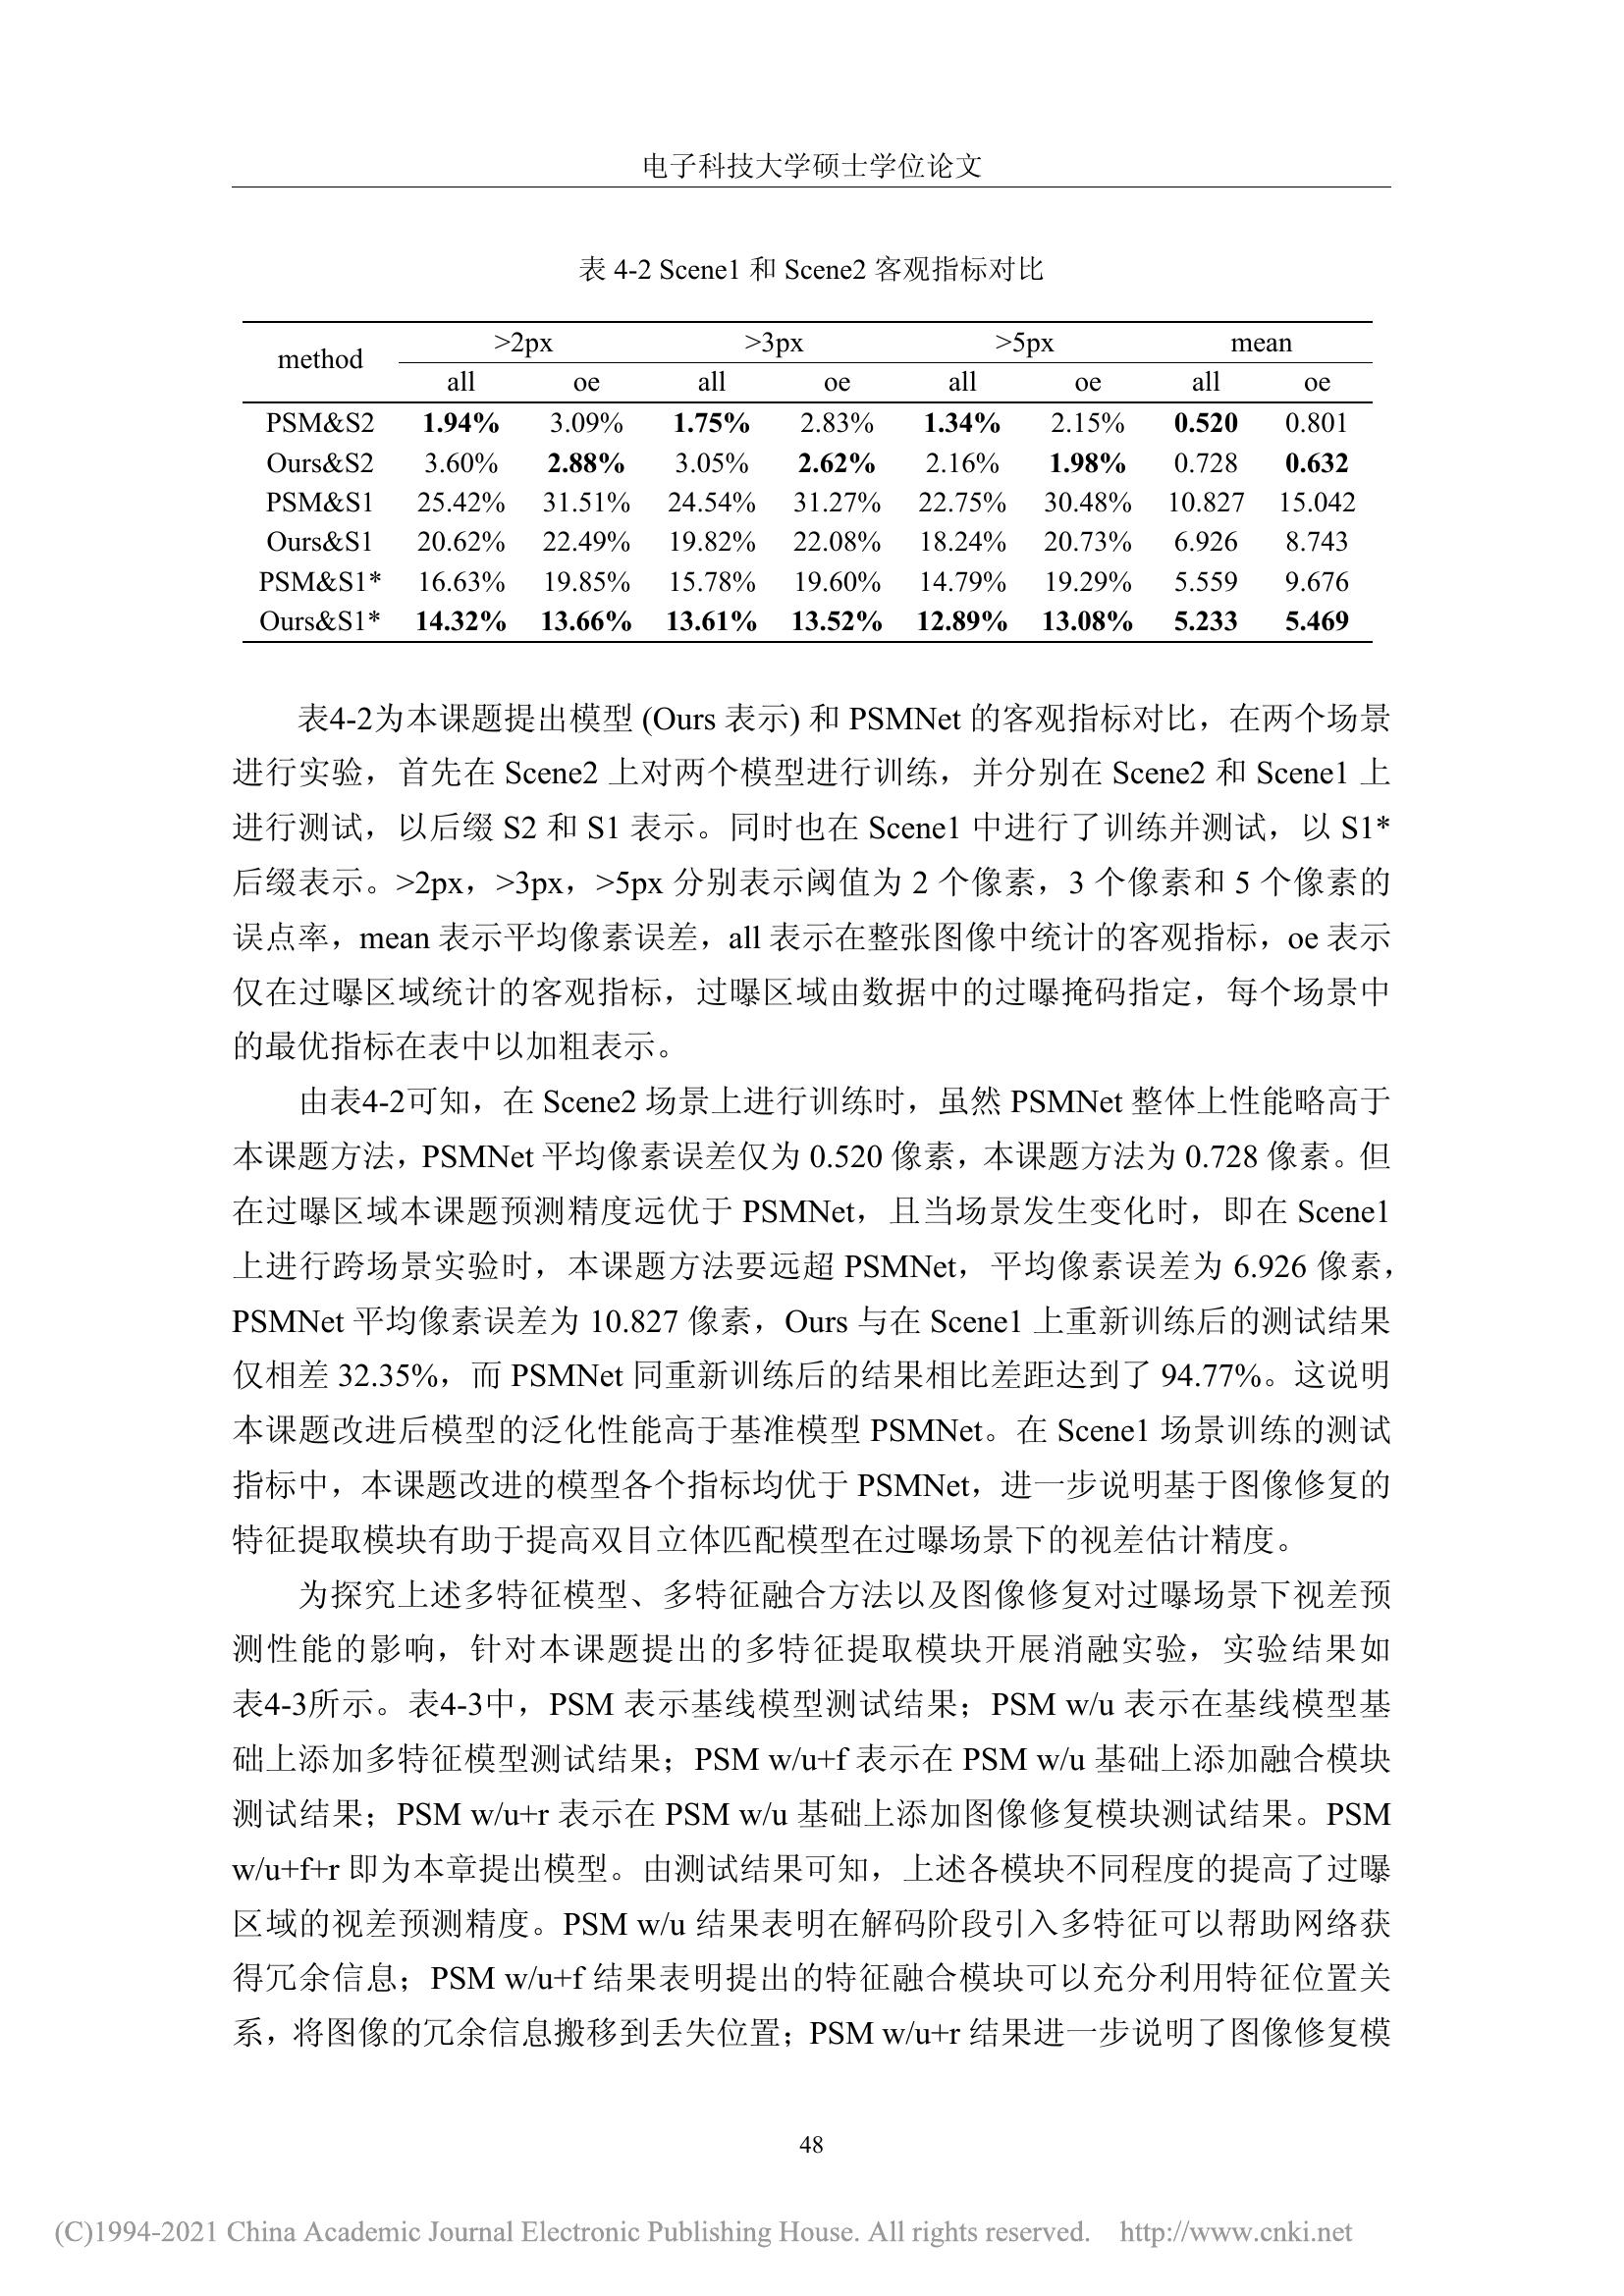 电子科技大学硕士学位论文
表 4-2 Scene1 和 Scene2 客观指标对比
method >2px >3px >5px mean
all oe all oe all oe all oe
PSM&S2 1.94% 3.09% 1.75% 2.83% 1.34% 2.15% 0.520 0.801
Ours&S2 3.60% 2.88% 3.05% 2.62% 2.16% 1.98% 0.728 0.632
PSM&S1 25.42% 31.51% 24.54% 31.27% 22.75% 30.48% 10.827 15.042
Ours&S1 20.62% 22.49% 19.82% 22.08% 18.24% 20.73% 6.926 8.743
PSM&S1* 16.63% 19.85% 15.78% 19.60% 14.79% 19.29% 5.559 9.676
Ours&S1* 14.32% 13.66% 13.61% 13.52% 12.89% 13.08% 5.233 5.469
表4-2为本课题提出模型 (Ours 表示) 和 PSMNet 的客观指标对比，在两个场景
进行实验，首先在 Scene2 上对两个模型进行训练，并分别在 Scene2 和 Scene1 上
进行测试，以后缀 S2 和 S1 表示。同时也在 Scene1 中进行了训练并测试，以 S1*
后缀表示。>2px，>3px，>5px 分别表示阈值为 2 个像素，3 个像素和 5 个像素的
误点率，mean 表示平均像素误差，all 表示在整张图像中统计的客观指标，oe 表示
仅在过曝区域统计的客观指标，过曝区域由数据中的过曝掩码指定，每个场景中
的最优指标在表中以加粗表示。
由表4-2可知，在 Scene2 场景上进行训练时，虽然 PSMNet 整体上性能略高于
本课题方法，PSMNet 平均像素误差仅为 0.520 像素，本课题方法为 0.728 像素。但
在过曝区域本课题预测精度远优于 PSMNet，且当场景发生变化时，即在 Scene1
上进行跨场景实验时，本课题方法要远超 PSMNet，平均像素误差为 6.926 像素，
PSMNet 平均像素误差为 10.827 像素，Ours 与在 Scene1 上重新训练后的测试结果
仅相差 32.35%，而 PSMNet 同重新训练后的结果相比差距达到了 94.77%。这说明
本课题改进后模型的泛化性能高于基准模型 PSMNet。在 Scene1 场景训练的测试
指标中，本课题改进的模型各个指标均优于 PSMNet，进一步说明基于图像修复的
特征提取模块有助于提高双目立体匹配模型在过曝场景下的视差估计精度。
为探究上述多特征模型、多特征融合方法以及图像修复对过曝场景下视差预
测性能的影响，针对本课题提出的多特征提取模块开展消融实验，实验结果如
表4-3所示。表4-3中，PSM 表示基线模型测试结果；PSM w/u 表示在基线模型基
础上添加多特征模型测试结果；PSM w/u+f 表示在 PSM w/u 基础上添加融合模块
测试结果；PSM w/u+r 表示在 PSM w/u 基础上添加图像修复模块测试结果。PSM
w/u+f+r 即为本章提出模型。由测试结果可知，上述各模块不同程度的提高了过曝
区域的视差预测精度。PSM w/u 结果表明在解码阶段引入多特征可以帮助网络获
得冗余信息；PSM w/u+f 结果表明提出的特征融合模块可以充分利用特征位置关
系，将图像的冗余信息搬移到丢失位置；PSM w/u+r 结果进一步说明了图像修复模
48
(C)1994-2021 China Academic Journal Electronic Publishing House. All rights reserved. http://www.cnki.net